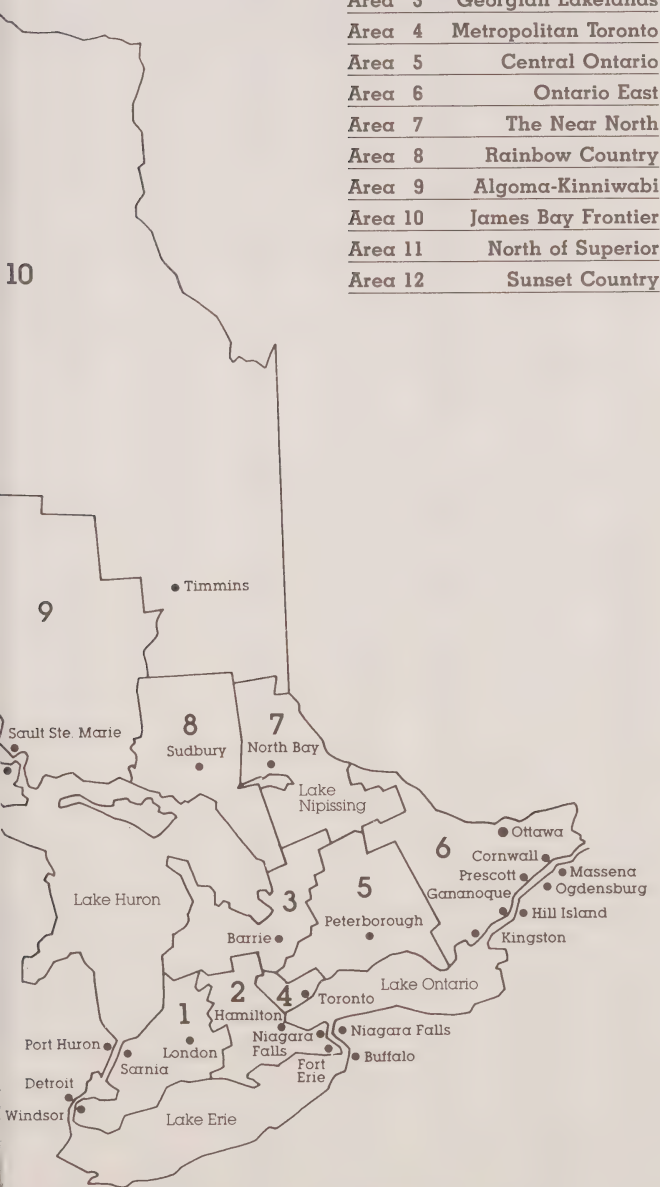 Area 3 Georgian Lakelands
Area 4 Metropolitan Toronto
Area 5 Central Ontario
Area 6 Ontario East
Area 7 The Near North
Area 8 Rainbow Country
Area 9 Algoma-Kinniwabi
Area 10 James Bay Frontier
Area 11 North of Superior
Area 12 Sunset Country
10
Timmins
9
Sault Ste. Marie
8
Sudbury
7
North Bay
Lake
Nipissing
Ottawa
6
Cornwall
Prescott
Massena
Gananoque
Ogdensburg
Hill Island
Kingston
Lake Huron
3
5
Peterborough
Barrie
Lake Ontario
2
4
Toronto
1
Hamilton
Niagara
Falls
Niagara Falls
Port Huron
London
Sarnia
Fort
Erie
Buffalo
Detroit
Windsor
Lake Erie